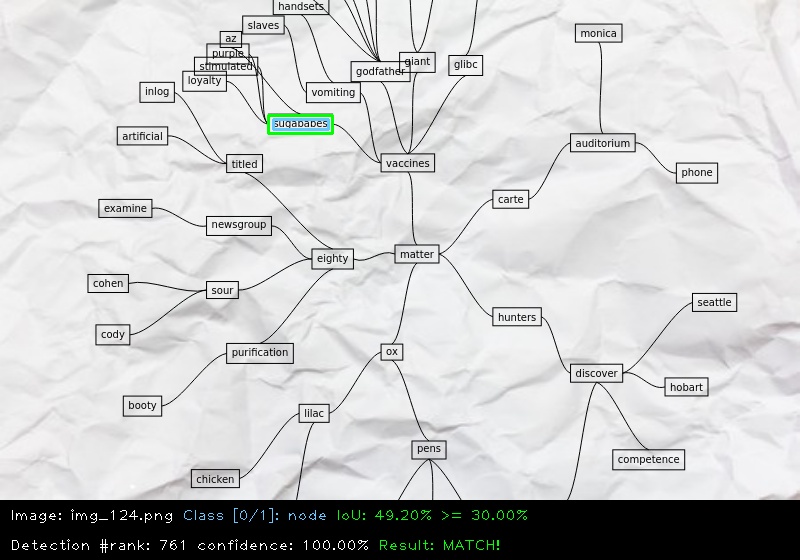 handsets
slaves
az
purple
stimulated
loyalty
godfather
giant
glibc
monica
inlog
vomiting
sugababes
artificial
titled
vaccines
auditorium
phone
examine
newsgroup
carte
eighty
matter
cohen
sour
cody
hunters
seattle
purification
ox
discover
hobart
booty
lilac
pens
competence
chicken
Image: img_124.png Class [0/1]: node IoU: 49.20% >= 30.00%
Detection #rank: 761 confidence: 100.00% Result: MATCH!